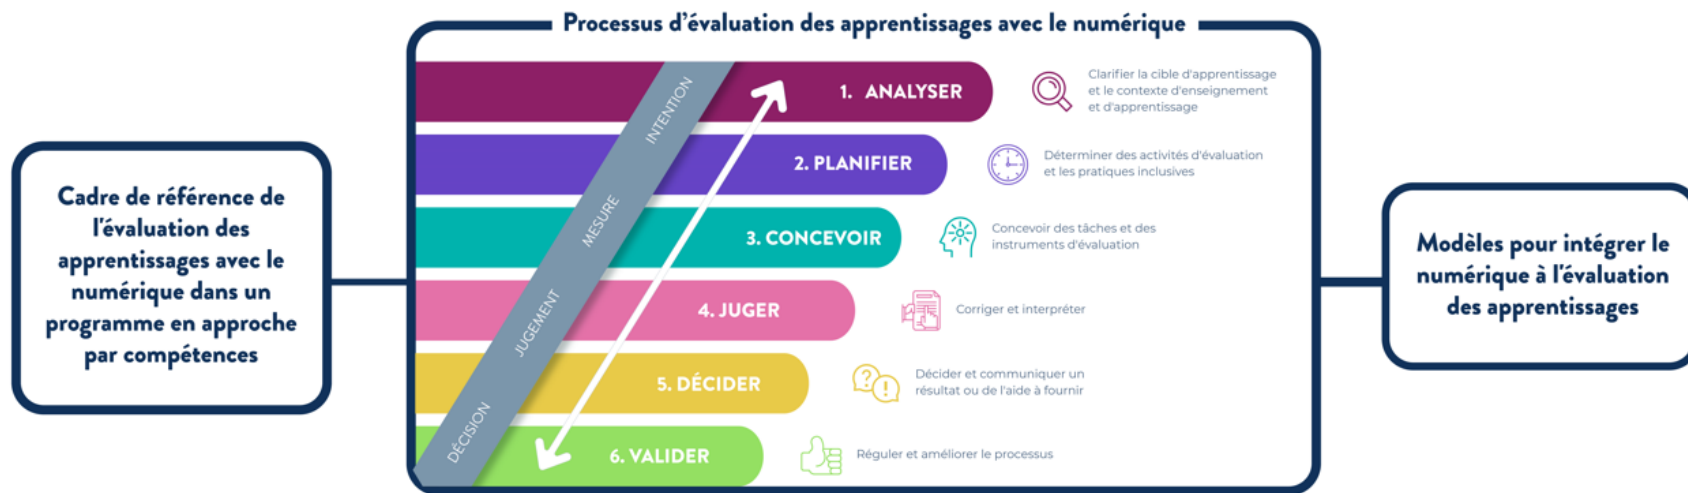 Processus d'évaluation des apprentissages avec le numérique
Cadre de référence de
l'évaluation des
apprentissages avec le
numérique dans un
programme en approche
par compétences
INTENTION
MESURE
JUGEMENT
DÉCISION
1. ANALYSER
Clarifier la cible d'apprentissage
et le contexte d'enseignement
et d'apprentissage
2. PLANIFIER
Déterminer des activités d'évaluation
et les pratiques inclusives
3. CONCEVOIR
Concevoir des tâches et des
instruments d'évaluation
4. JUGER
Corriger et interpréter
5. DÉCIDER
Décider et communiquer un
résultat ou de l'aide à fournir
6. VALIDER
Réguler et améliorer le processus
Modèles pour intégrer le
numérique à l'évaluation
des apprentissages